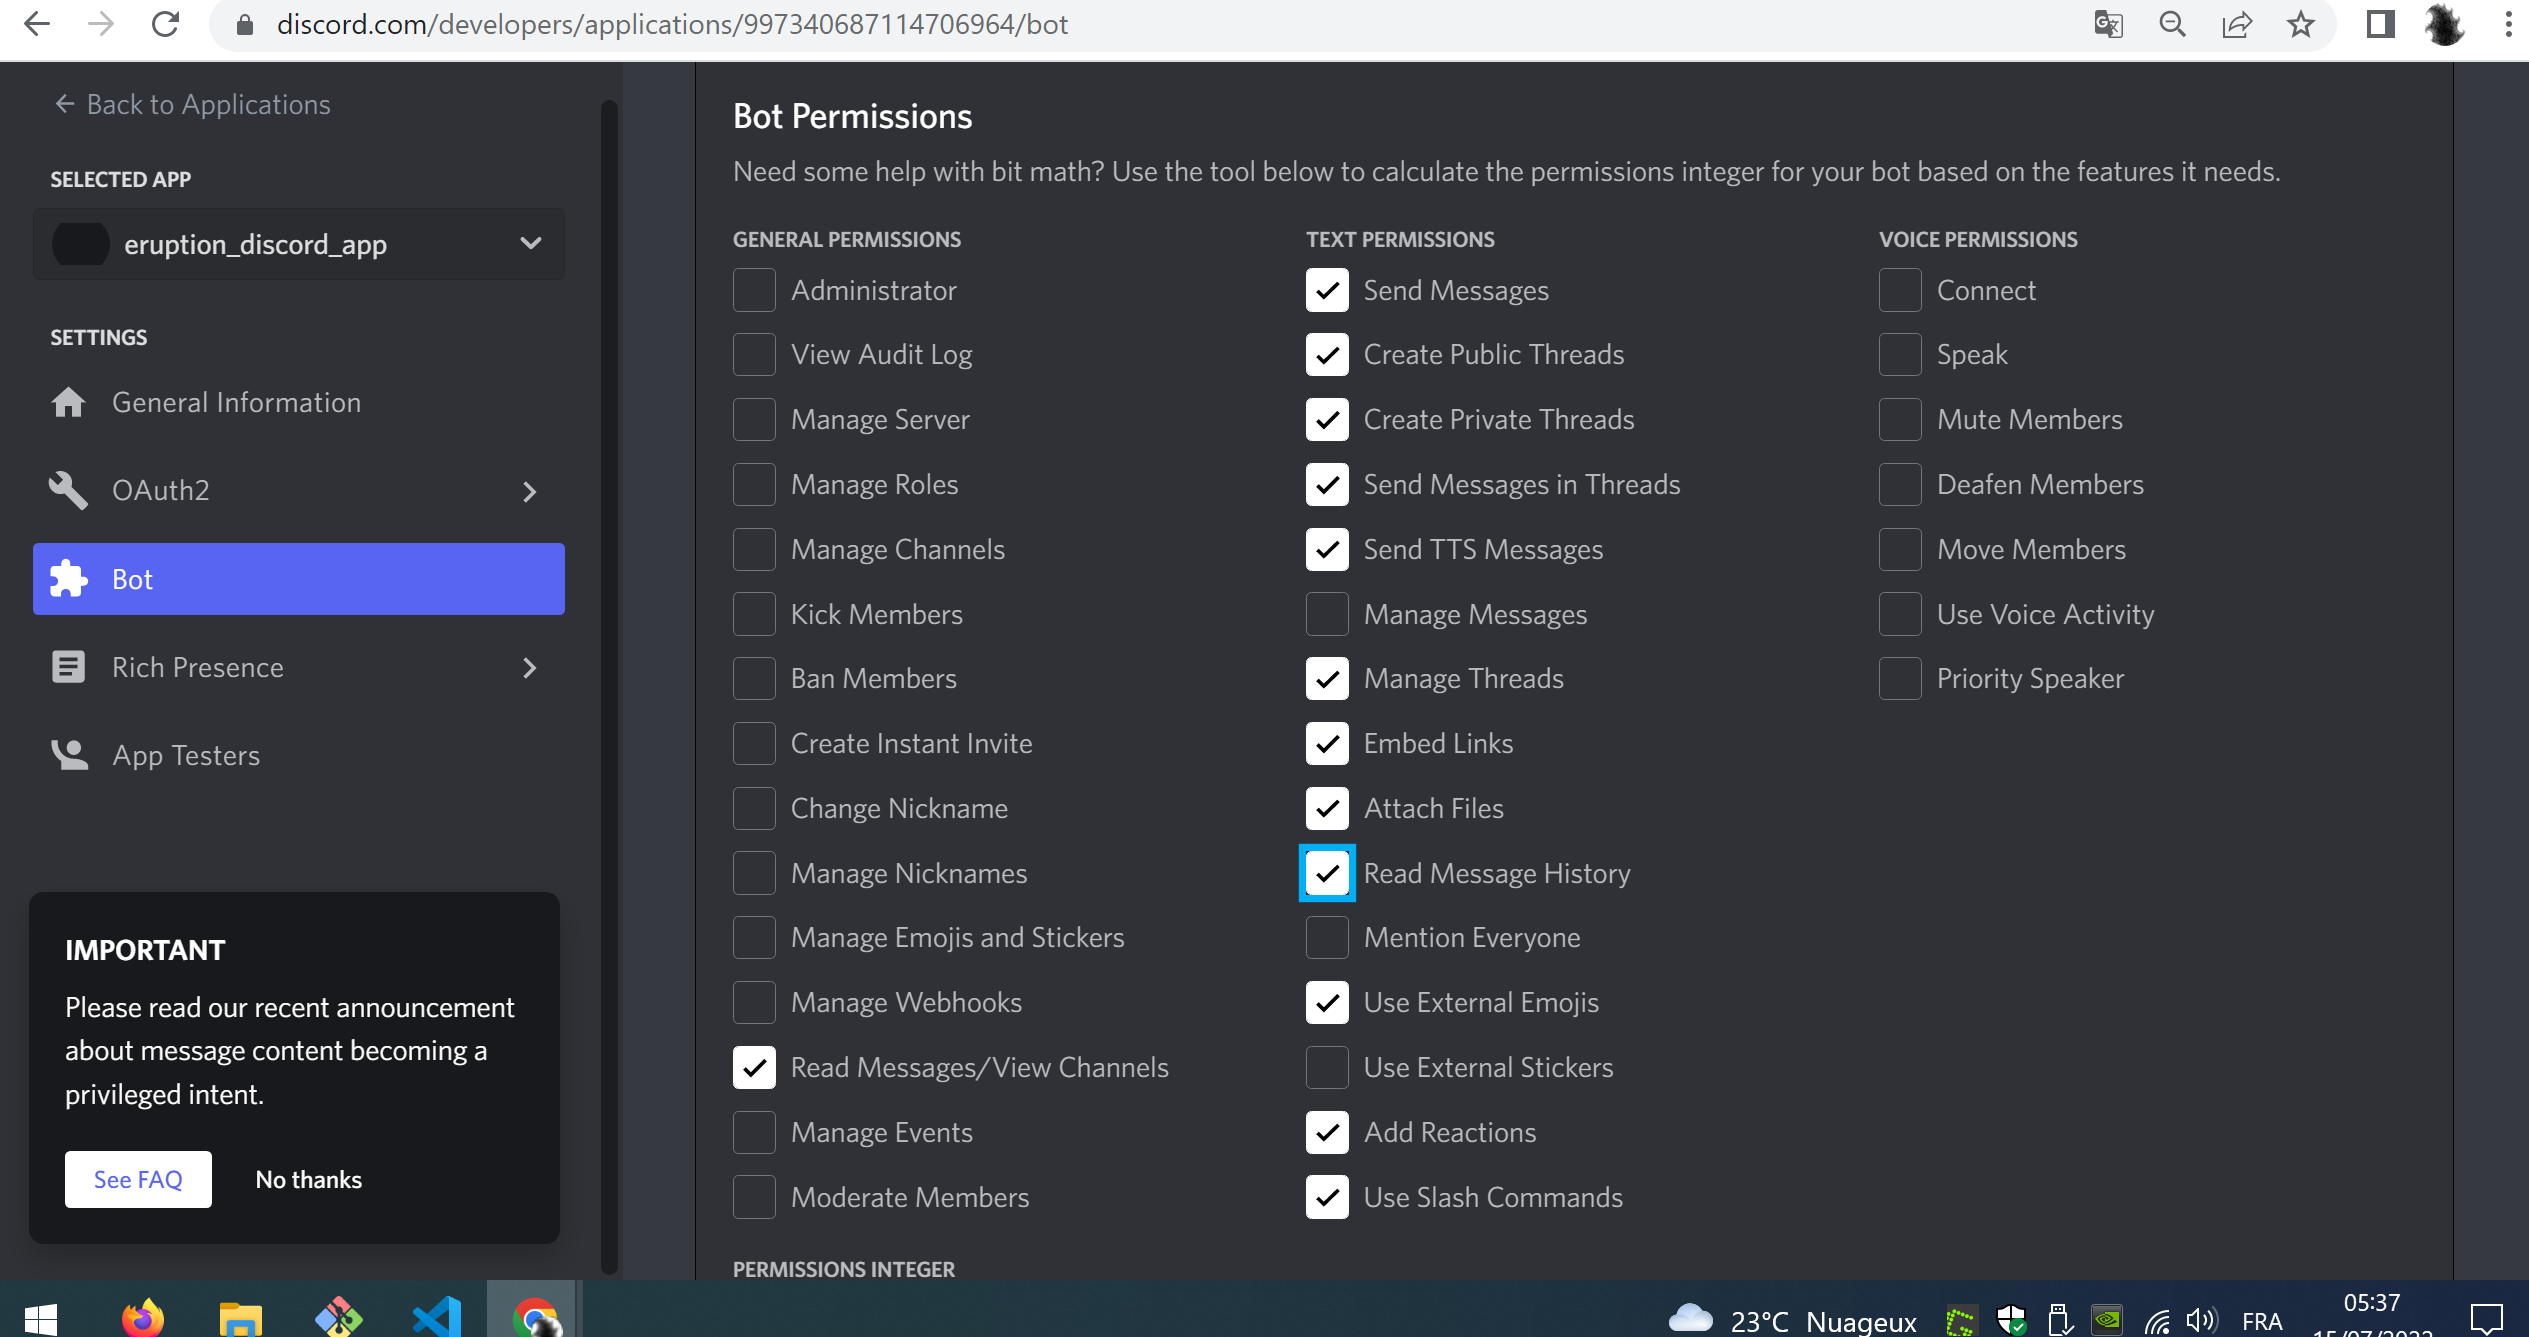 discord.com/developers/applications/997340687114706964/bot
Back to Applications
SELECTED APP
eruption_discord_app
SETTINGS
General Information
OAuth2
Bot
Rich Presence
App Testers
IMPORTANT
Please read our recent announcement
about message content becoming a
privileged intent.
See FAQ
No thanks
Bot Permissions
Need some help with bit math? Use the tool below to calculate the permissions integer for your bot based on the features it needs.
GENERAL PERMISSIONS
Administrator
View Audit Log
Manage Server
Manage Roles
Manage Channels
Kick Members
Ban Members
Create Instant Invite
Change Nickname
Manage Nicknames
Manage Emojis and Stickers
Manage Webhooks
Read Messages/View Channels
Manage Events
Moderate Members
TEXT PERMISSIONS
Send Messages
Create Public Threads
Create Private Threads
Send Messages in Threads
Send TTS Messages
Manage Messages
Manage Threads
Embed Links
Attach Files
Read Message History
Mention Everyone
Use External Emojis
Use External Stickers
Add Reactions
Use Slash Commands
VOICE PERMISSIONS
Connect
Speak
Mute Members
Deafen Members
Move Members
Use Voice Activity
Priority Speaker
PERMISSIONS INTEGER
23°C Nuageux
FRA
05:37